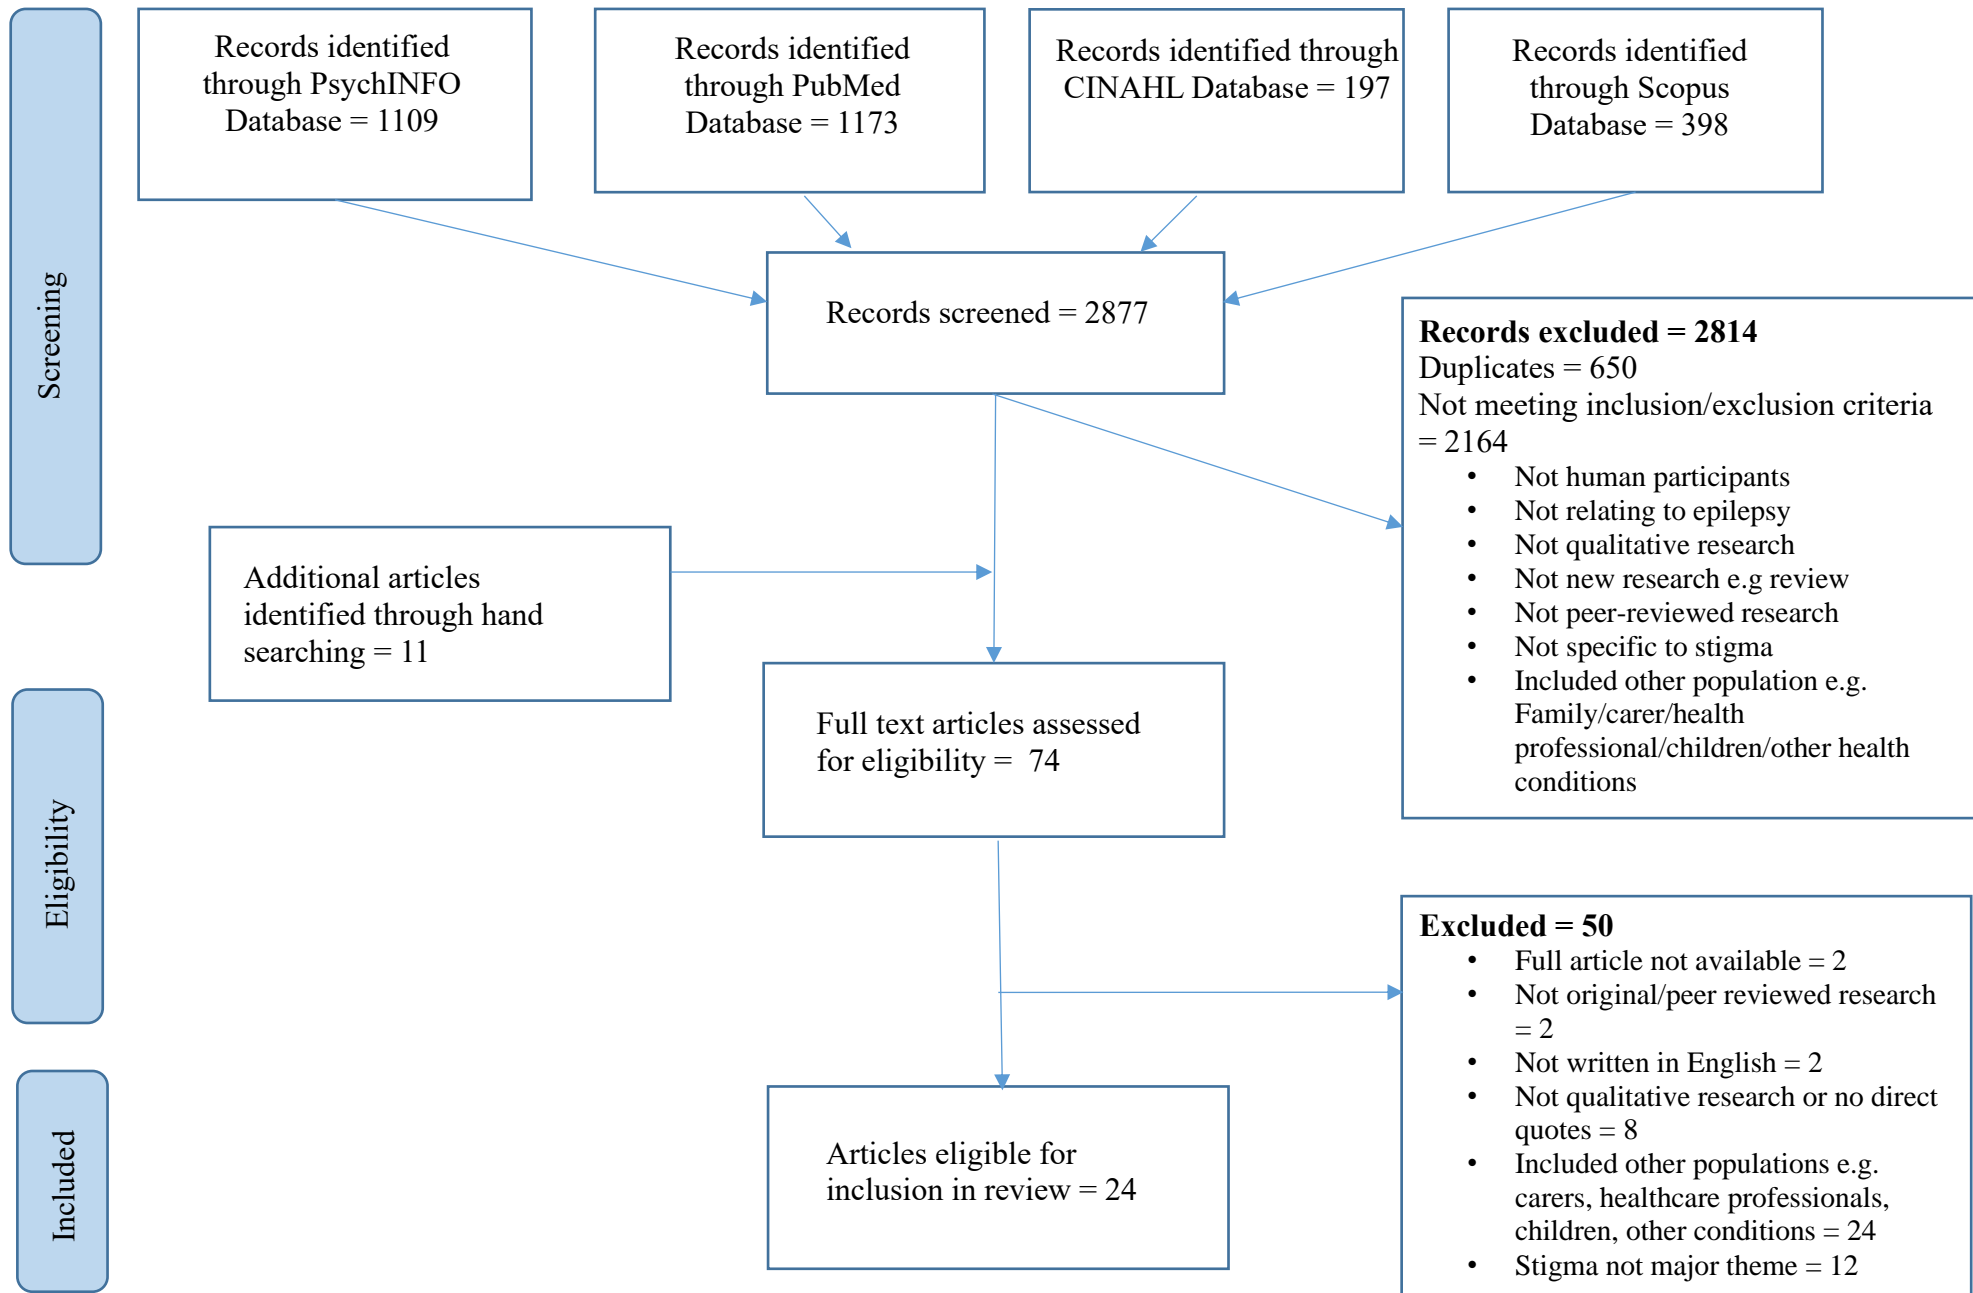 Screening
Records identified
through PsychINFO
Database = 1109
Records identified
through PubMed
Database = 1173
Records identified through
CINAHL Database = 197
Records identified
through Scopus
Database = 398
Records screened = 2877
Records excluded = 2814
Duplicates = 650
Not meeting inclusion/exclusion criteria
= 2164
• Not human participants
• Not relating to epilepsy
• Not qualitative research
• Not new research e.g review
• Not peer-reviewed research
• Not specific to stigma
• Included other population e.g.
Family/carer/health
professional/children/other health
conditions
Additional articles
identified through hand
searching = 11
Eligibility
Full text articles assessed
for eligibility = 74
Excluded = 50
• Full article not available = 2
• Not original/peer reviewed research
= 2
• Not written in English = 2
• Not qualitative research or no direct
quotes = 8
• Included other populations e.g.
carers, healthcare professionals,
children, other conditions = 24
• Stigma not major theme = 12
Included
Articles eligible for
inclusion in review = 24